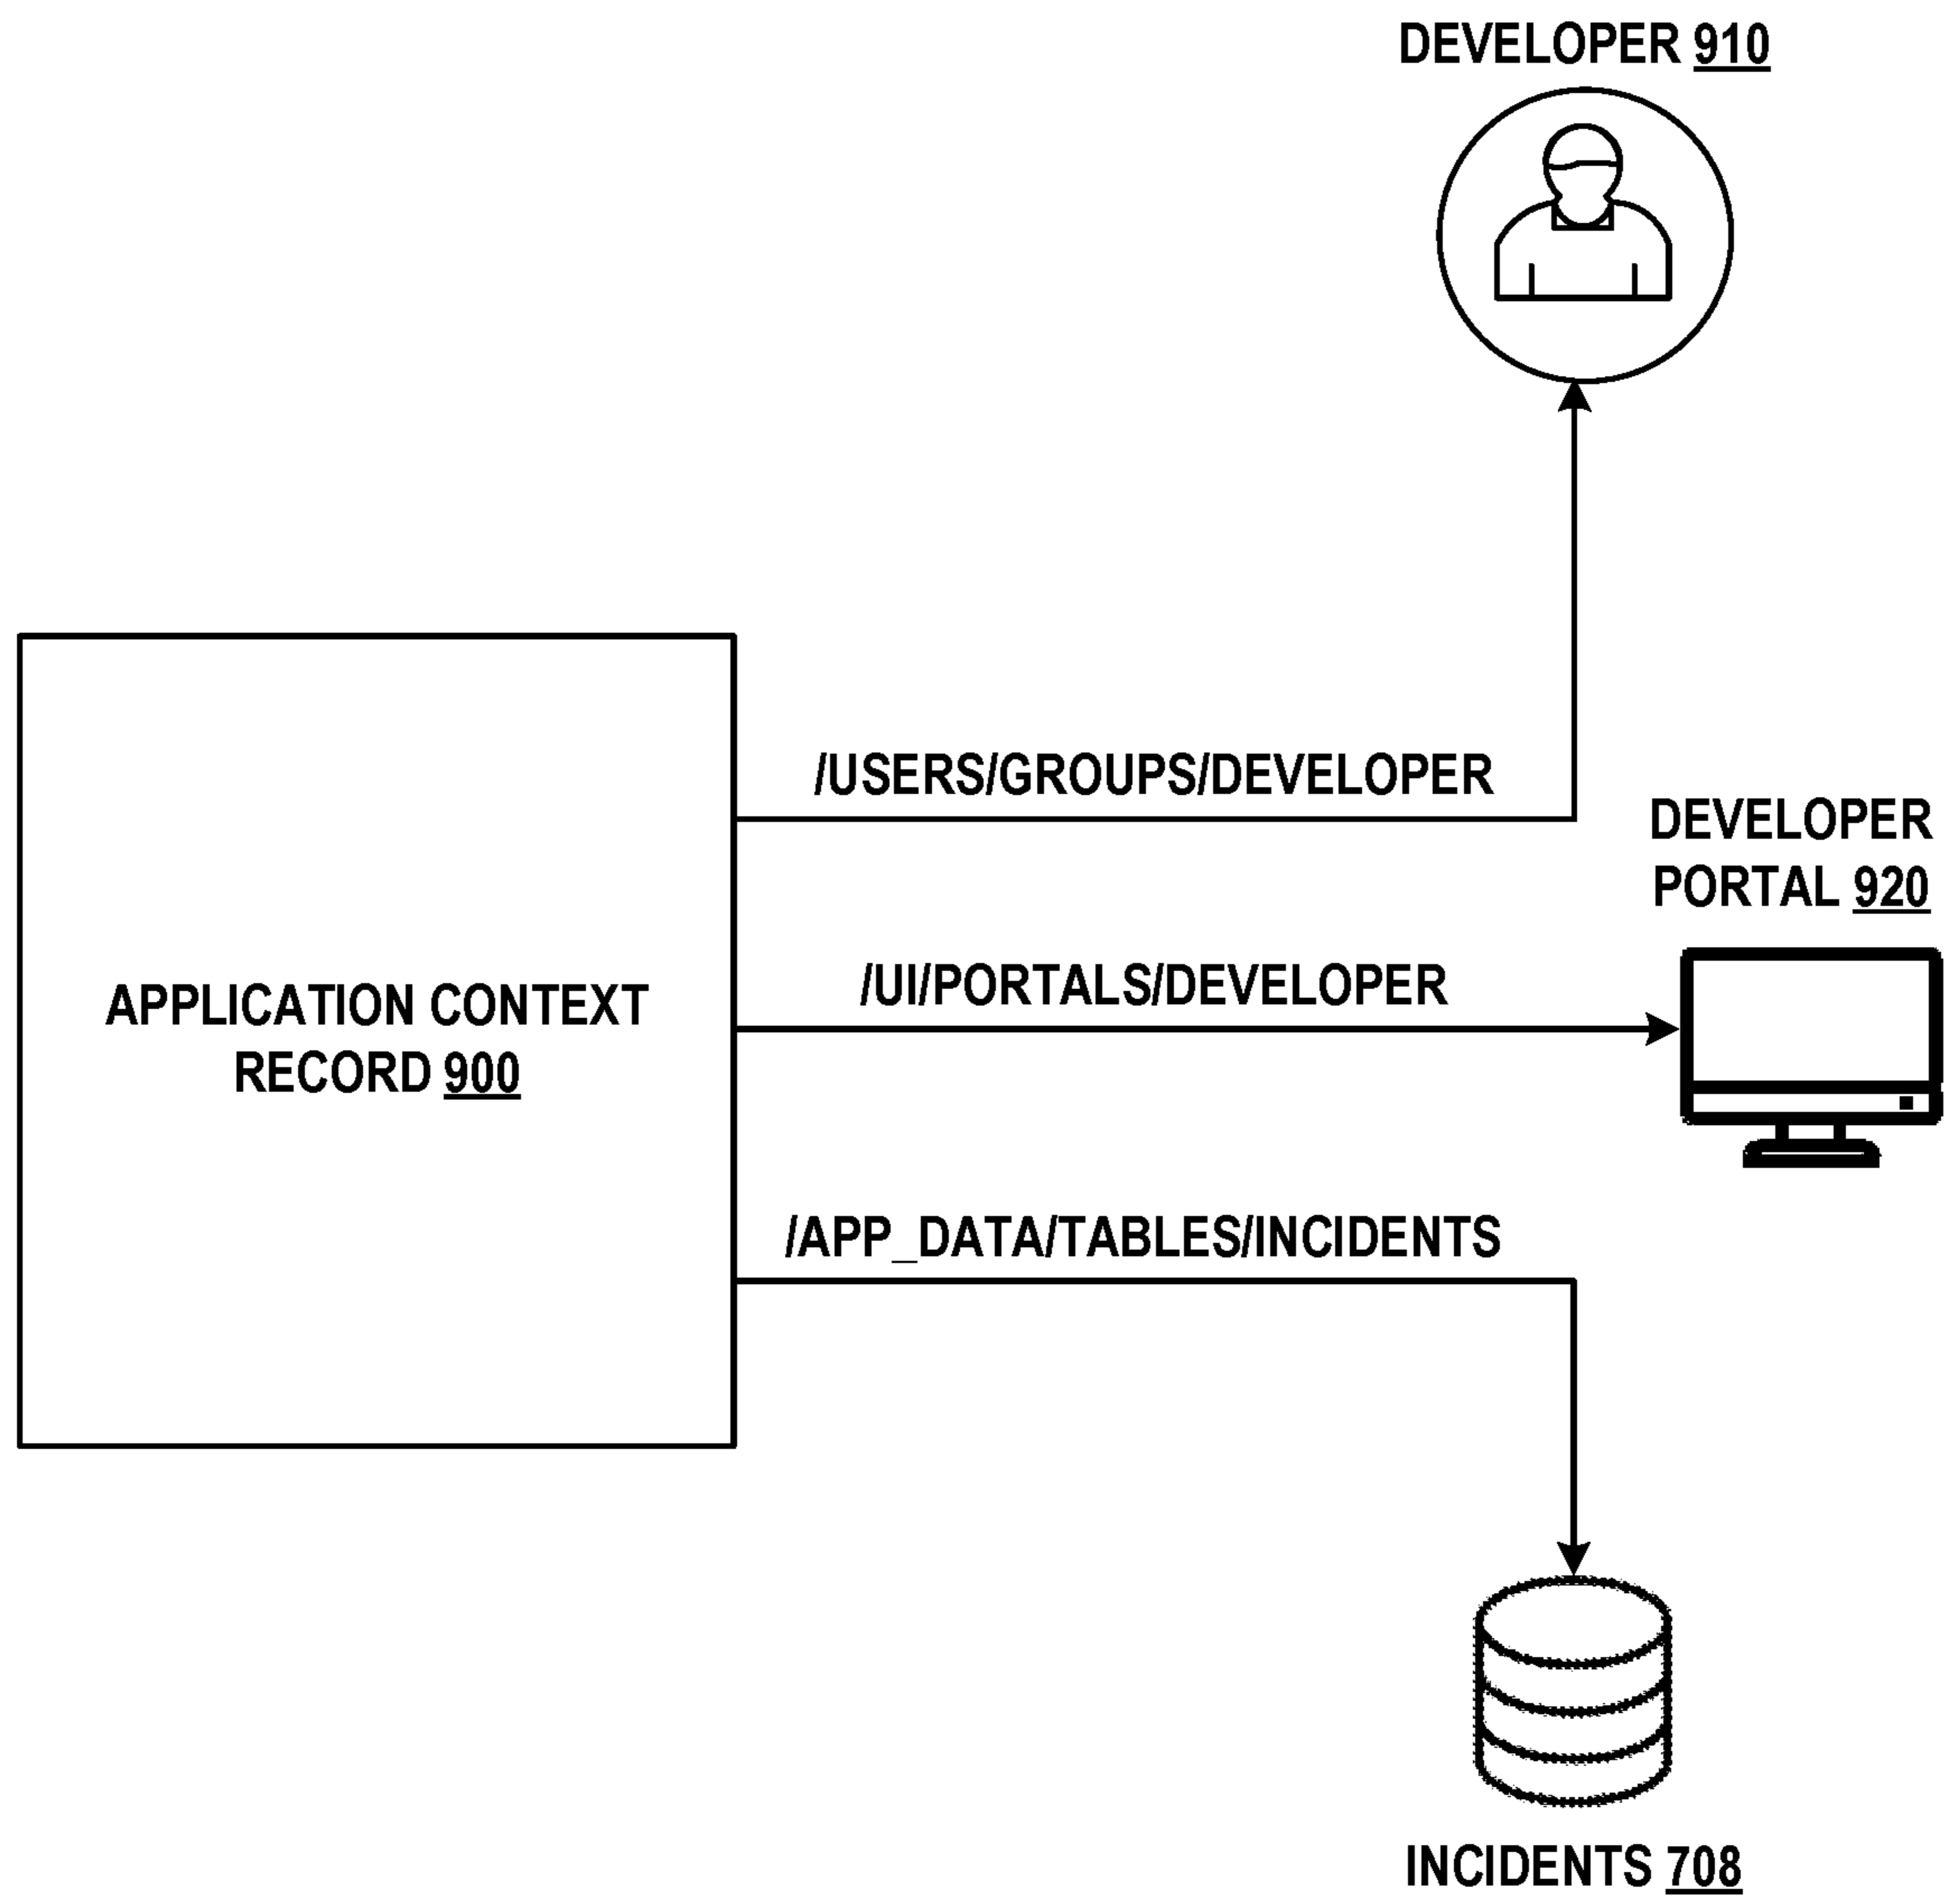 DEVELOPER 910
/USERS/GROUPS/DEVELOPER
DEVELOPER
PORTAL 920
/UI/PORTALS/DEVELOPER
APPLICATION CONTEXT
RECORD 900
/APP_DATA/TABLES/INCIDENTS
INCIDENTS 708